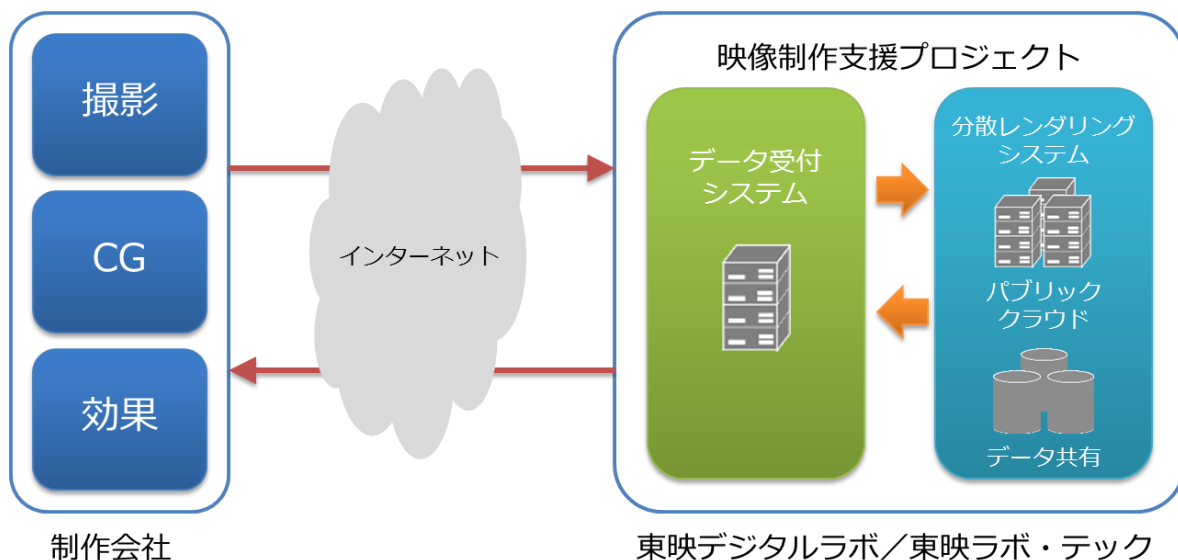 撮影
CG
効果
制作会社
インターネット
映像制作支援プロジェクト
データ受付
システム
分散レンダリング
システム
パブリック
クラウド
データ共有
東映デジタルラボ／東映ラボ・テック